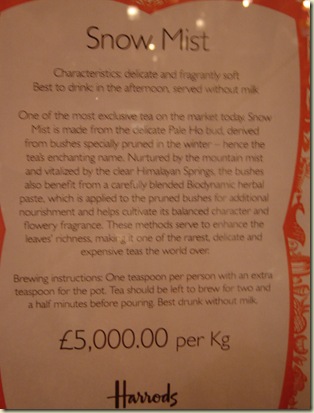 Snow Mist
Characteristics: delicate and fragrantly soft
Best to drink: in the afternoon, served without milk
One of the most exclusive tea on the market today. Snow
Mist is made from the delicate Pale Ho bud, derived
from bushes specially pruned in the winter – hence the
tea's enchanting name. Nurtured by the mountain mist
and vitalized by the clear Himalayan Springs, the bushes
also benefit from a carefully blended Biodynamic herbal
paste, which is applied to the pruned bushes for additional
nourishment and helps cultivate its balanced character and
flowery fragrance. These methods serve to enhance the
leaves' richness, making it one of the rarest, delicate and
expensive teas the world over.
Brewing instructions: One teaspoon per person with an extra
teaspoon for the pot. Tea should be left to brew for two and
a half minutes before pouring. Best drunk without milk.
£5,000.00 per Kg
Harrods